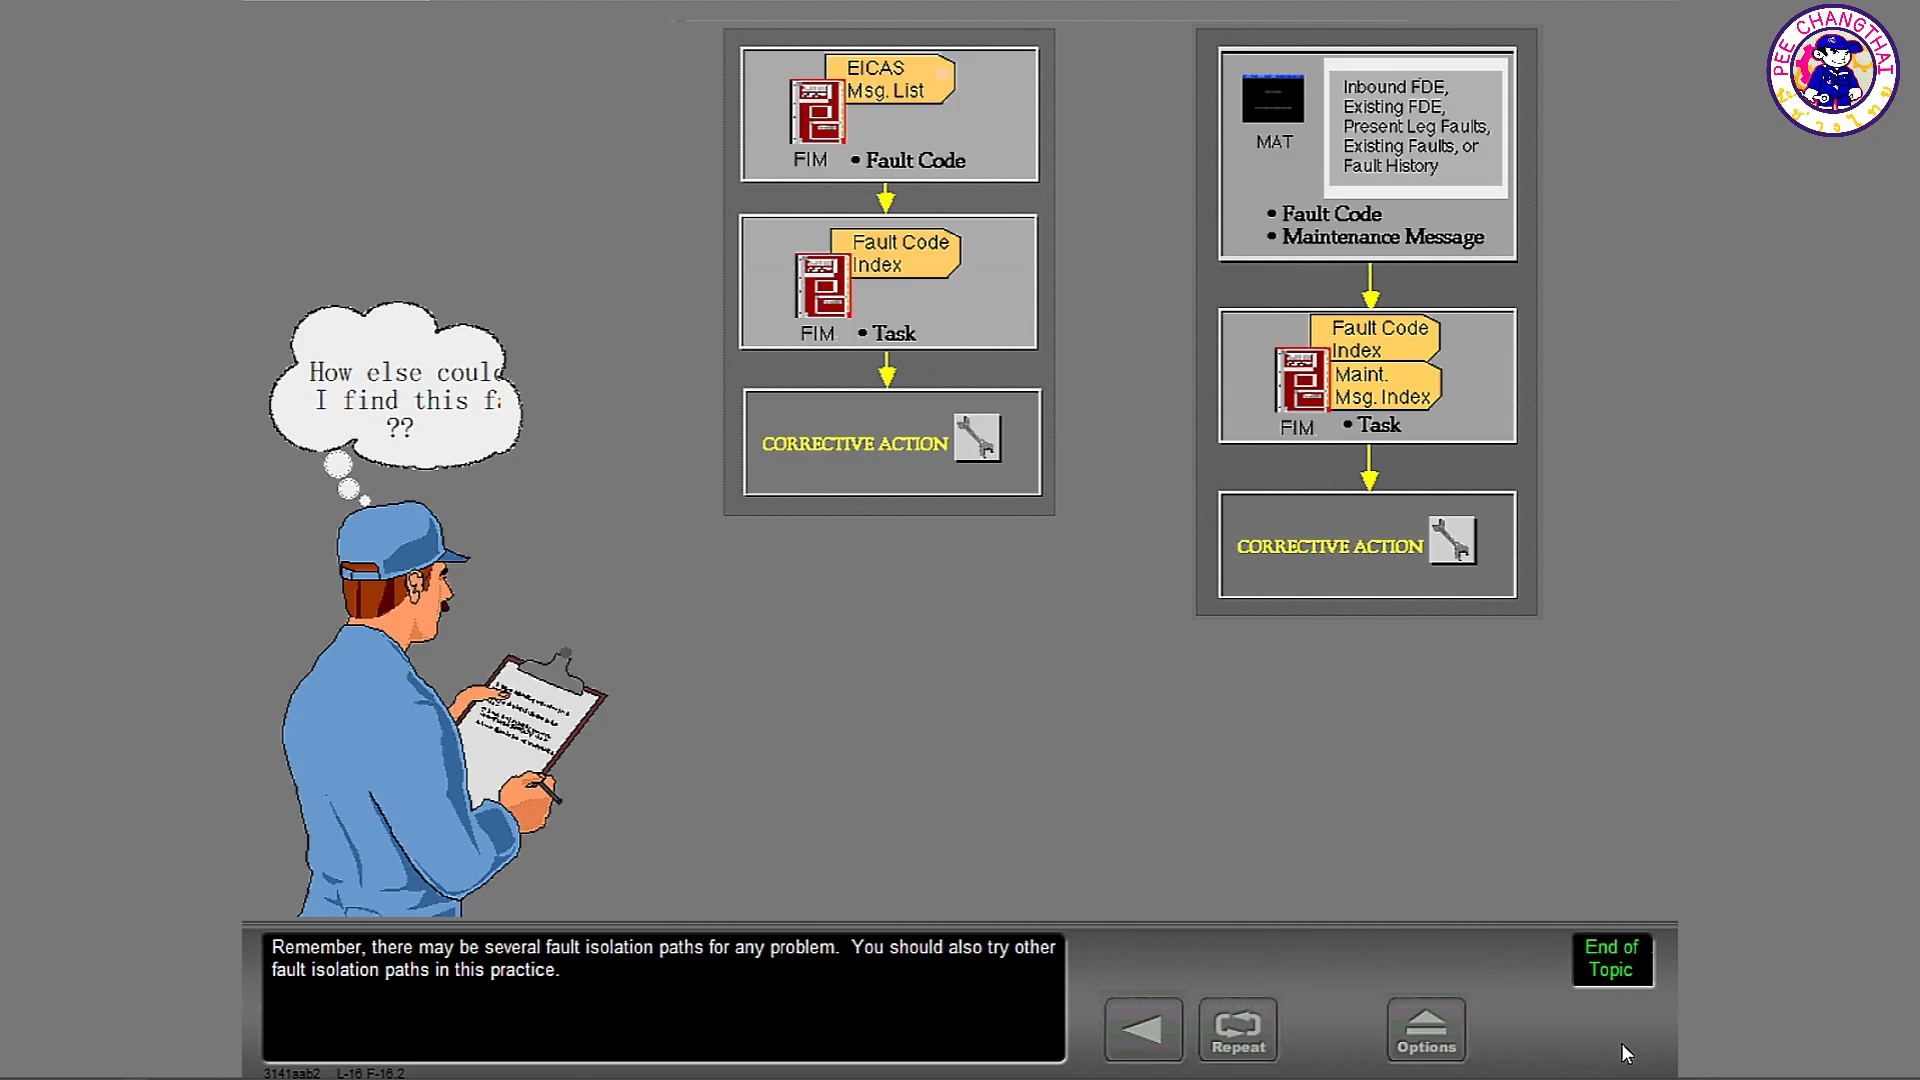 EICAS
Msg. List
FIM
• Fault Code
Fault Code
Index
FIM
• Task
CORRECTIVE ACTION
MAT
Inbound FDE,
Existing FDE,
Present Leg Faults,
Existing Faults, or
Fault History
• Fault Code
• Maintenance Message
Fault Code
Index
Maint.
Msg. Index
FIM
• Task
CORRECTIVE ACTION
How else coul
I find this f
??
Remember, there may be several fault isolation paths for any problem. You should also try other
fault isolation paths in this practice.
End of
Topic
Repeat
Options
3141aab2 L-16 F-16.2
PEE CHANGTHAI